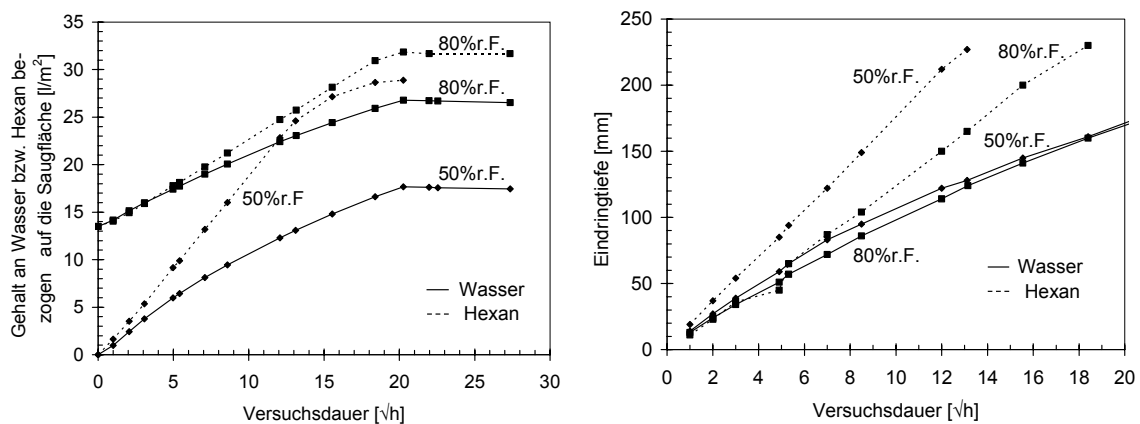 Gehalt an Wasser bzw. Hexan be-
zogen auf die Saugfläche [l/m²]
35
30
25
20
15
10
5
0
80%r.F.
80%r.F.
50%r.F
50%r.F.
Wasser
Hexan
0 5 10 15 20 25 30
Versuchsdauer [√h]
Eindringtiefe [mm]
250
200
150
100
50
0
50%r.F.
80%r.F.
50%r.F.
80%r.F.
Wasser
Hexan
0 2 4 6 8 10 12 14 16 18 20
Versuchsdauer [√h]